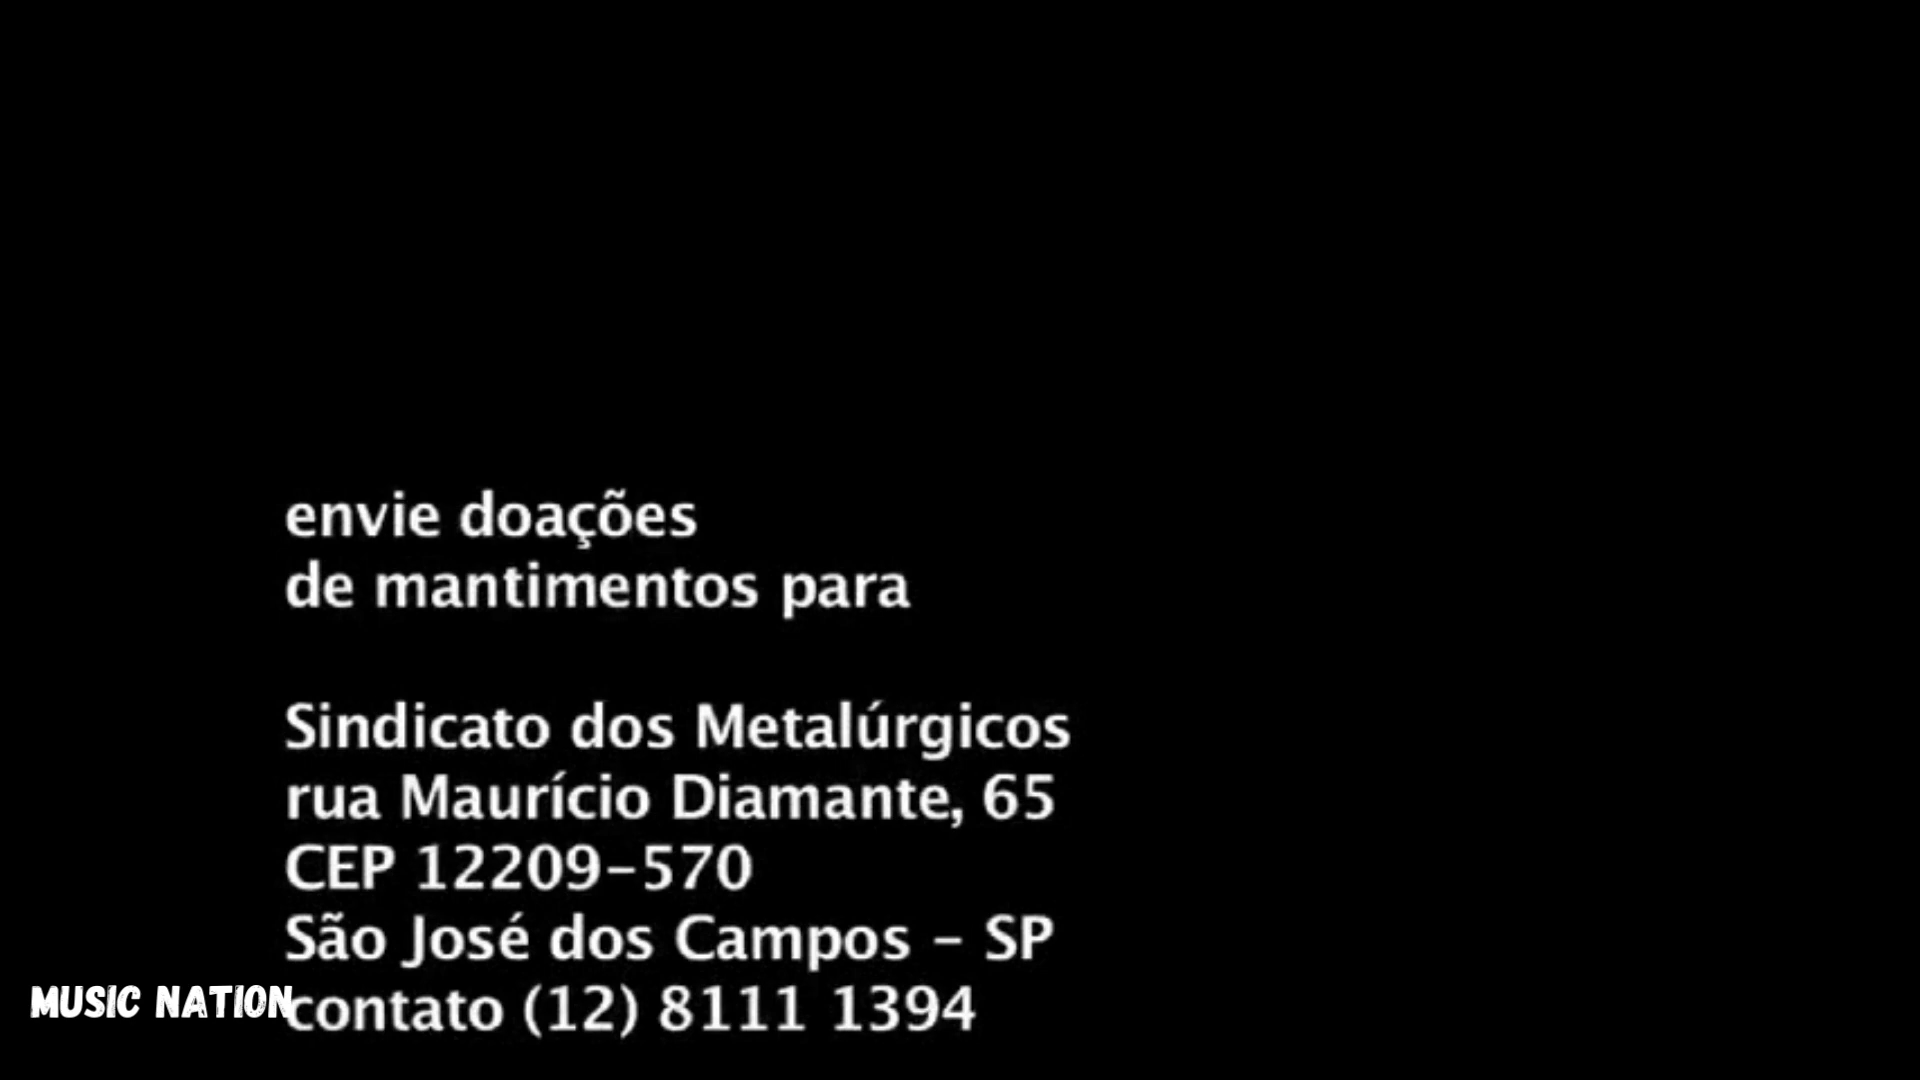 envie doações
de mantimentos para
Sindicato dos Metalúrgicos
rua Maurício Diamante, 65
CEP 12209-570
São José dos Campos - SP
contato (12) 8111 1394
MUSIC NATION